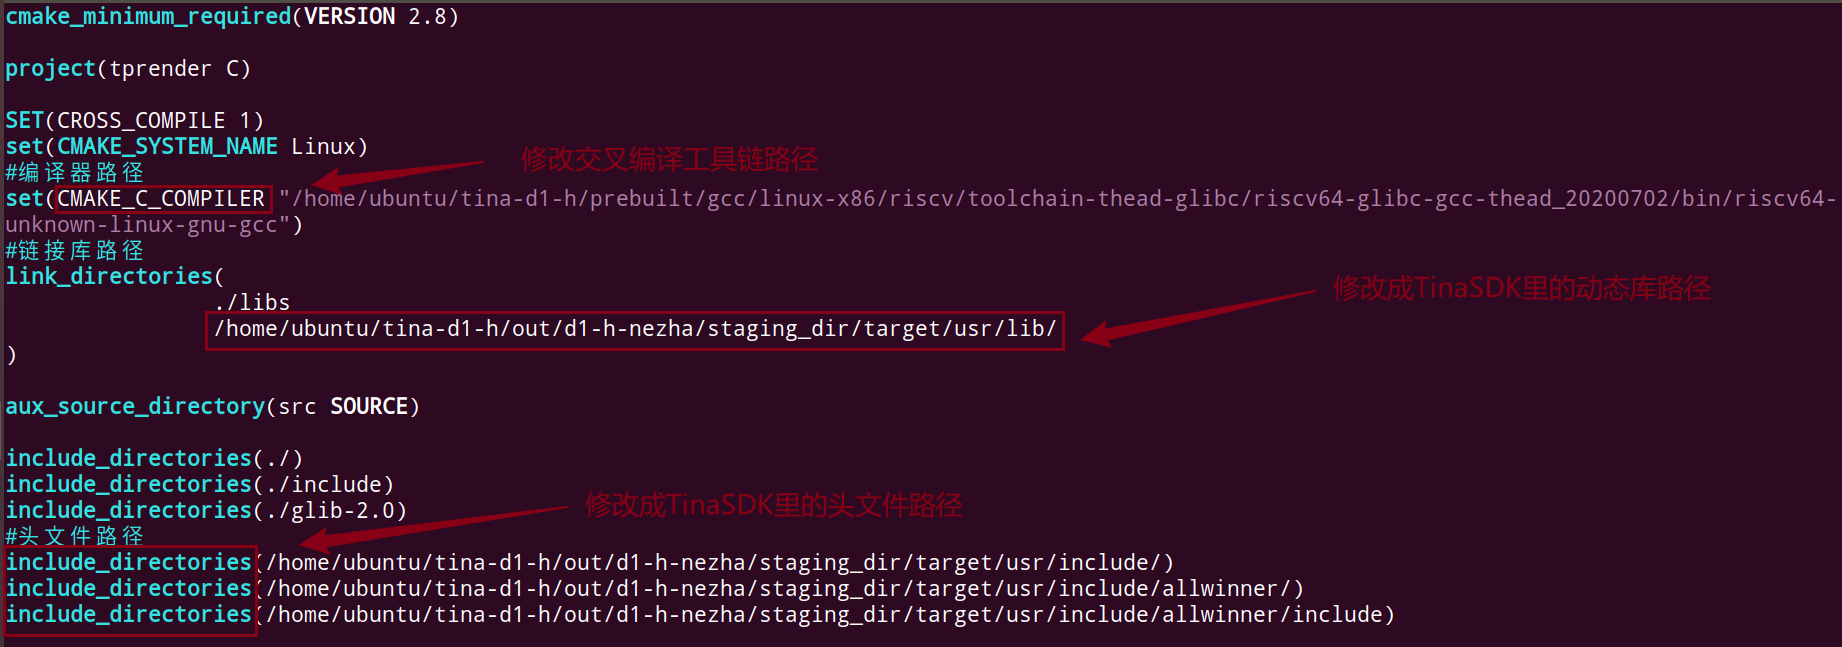 cmake_minimum_required(VERSION 2.8)
project(tprender C)
SET(CROSS_COMPILE 1)
set(CMAKE_SYSTEM_NAME Linux)
修改交叉编译工具链路径
#编译器路径
set(CMAKE_C_COMPILER "/home/ubuntu/tina-d1-h/prebuilt/gcc/linux-x86/riscv/toolchain-thead-glibc/riscv64-glibc-gcc-thead_20200702/bin/riscv64-
unknown-linux-gnu-gcc")
#链接库路径
link_directories(
修改成TinaSDK里的动态库路径
./libs
/home/ubuntu/tina-d1-h/out/d1-h-nezha/staging_dir/target/usr/lib/
)
aux_source_directory(src SOURCE)
include_directories(./)
include_directories(./include)
include_directories(./glib-2.0)
修改成TinaSDK里的头文件路径
#头文件路径
include_directories(/home/ubuntu/tina-d1-h/out/d1-h-nezha/staging_dir/target/usr/include/)
include_directories(/home/ubuntu/tina-d1-h/out/d1-h-nezha/staging_dir/target/usr/include/allwinner/)
include_directories(/home/ubuntu/tina-d1-h/out/d1-h-nezha/staging_dir/target/usr/include/allwinner/include)